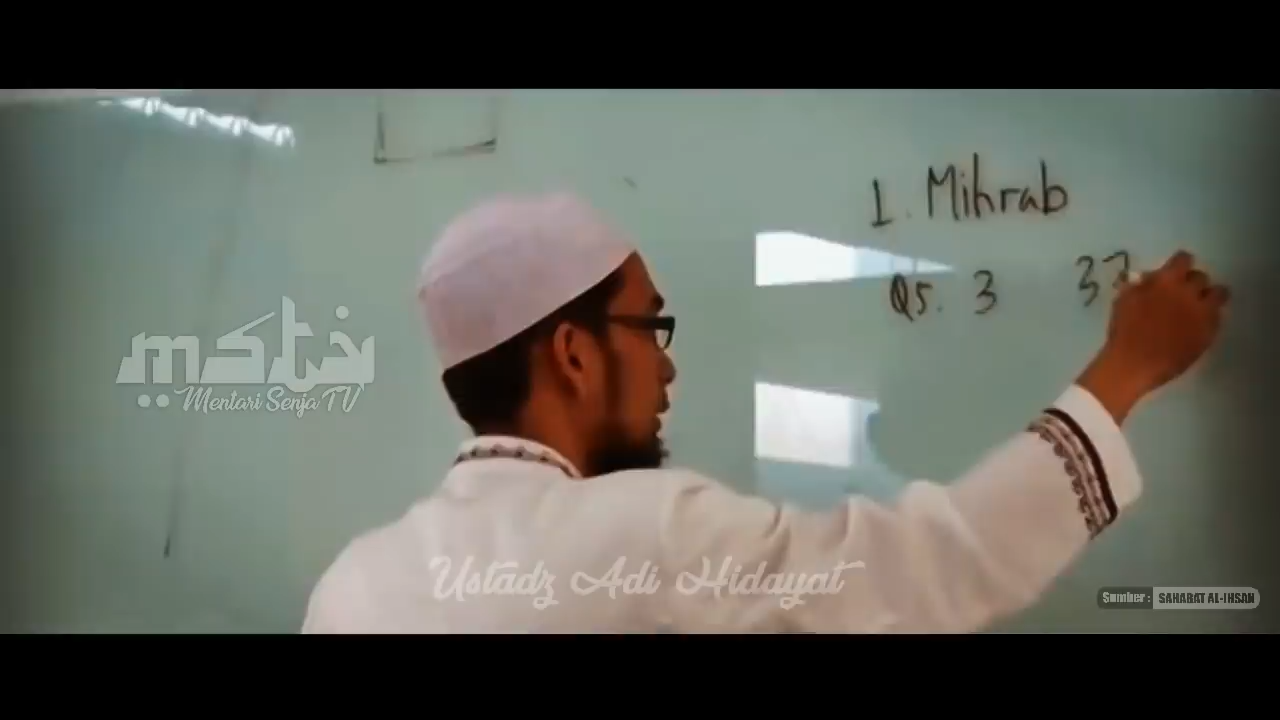 1. Mihrab
QS. 3 37
Mentari Senja TV
Ustadz Adi Hidayat
Sumber : SAHABAT AL-IHSAN